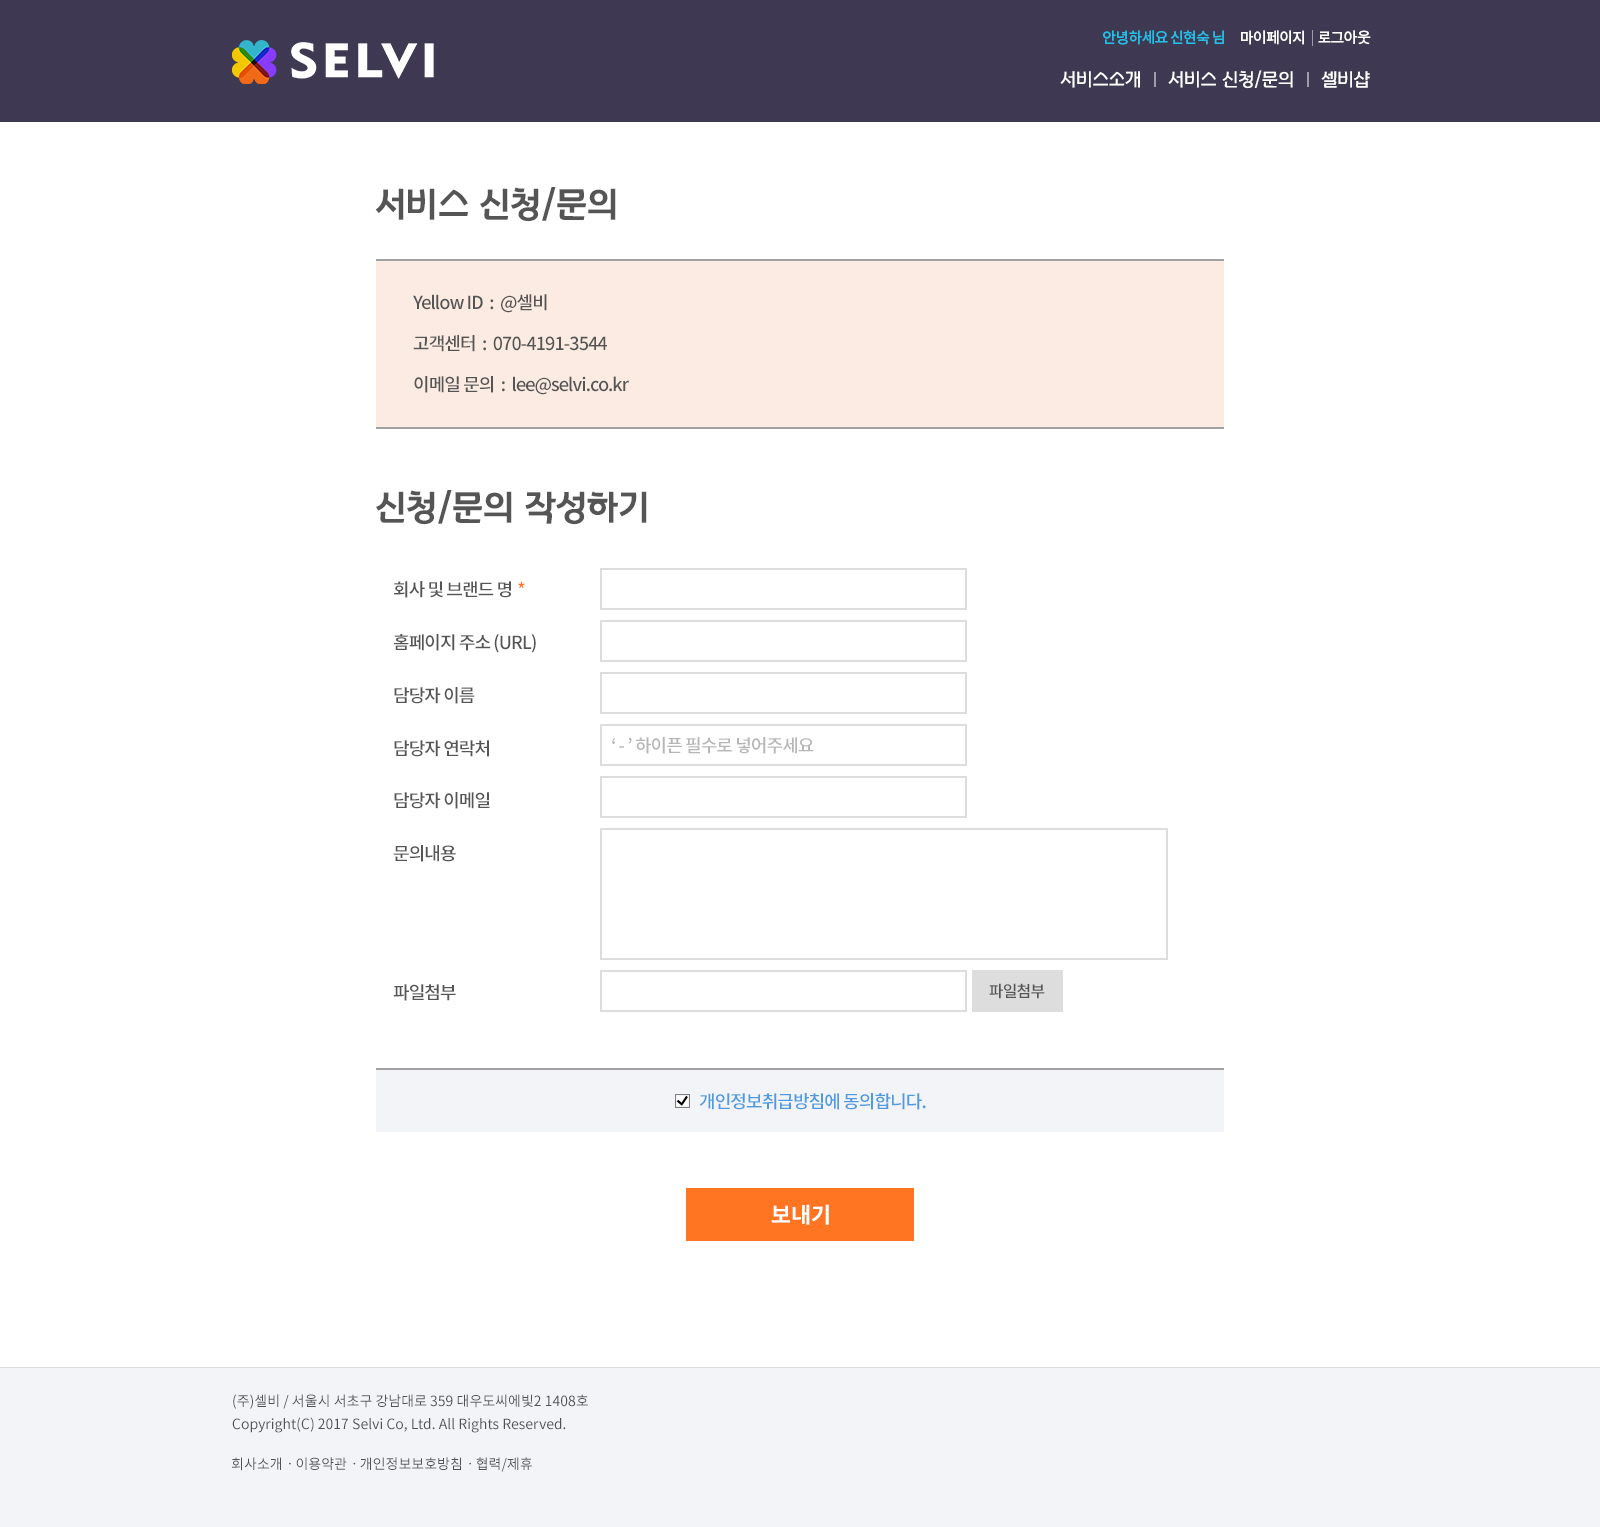 SELVI
안녕하세요 신현숙 님 마이페이지 | 로그아웃
서비스소개 | 서비스 신청/문의 | 셀비샵
서비스 신청/문의
Yellow ID : @셀비
고객센터 : 070-4191-3544
이메일 문의 : lee@selvi.co.kr
신청/문의 작성하기
회사 및 브랜드 명 *
홈페이지 주소 (URL)
담당자 이름
담당자 연락처 ‘ - ’ 하이픈 필수로 넣어주세요
담당자 이메일
문의내용
파일첨부 파일첨부
개인정보취급방침에 동의합니다.
보내기
(주)셀비 / 서울시 서초구 강남대로 359 대우도씨에빛2 1408호
Copyright(C) 2017 Selvi Co, Ltd. All Rights Reserved.
회사소개 · 이용약관 · 개인정보보호방침 · 협력/제휴